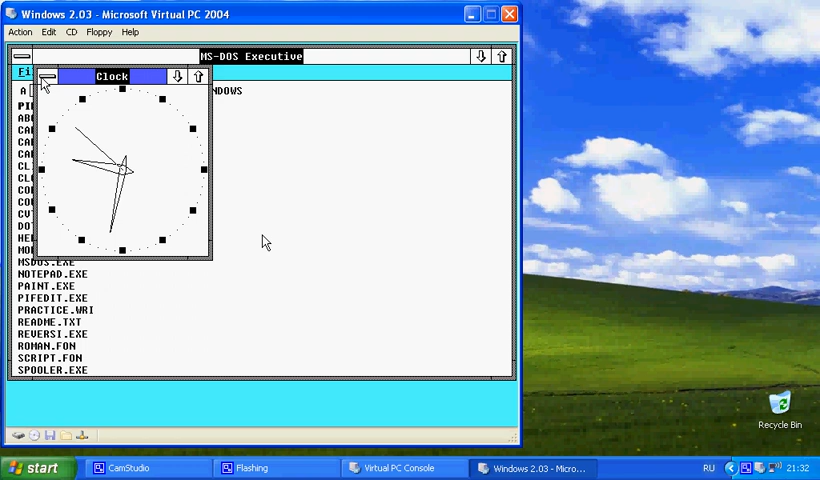 Windows 2.03 - Microsoft Virtual PC 2004
Action Edit CD Floppy Help
MS-DOS Executive
Clock
A
NDOWS
MSDOS.EXE
NOTEPAD.EXE
PAINT.EXE
PIFEDIT.EXE
PRACTICE.WRI
README.TXT
REVERSI.EXE
ROMAN.FON
SCRIPT.FON
SPOOLER.EXE
Recycle Bin
start CamStudio Flashing Virtual PC Console Windows 2.03 - Micro... RU 21:32